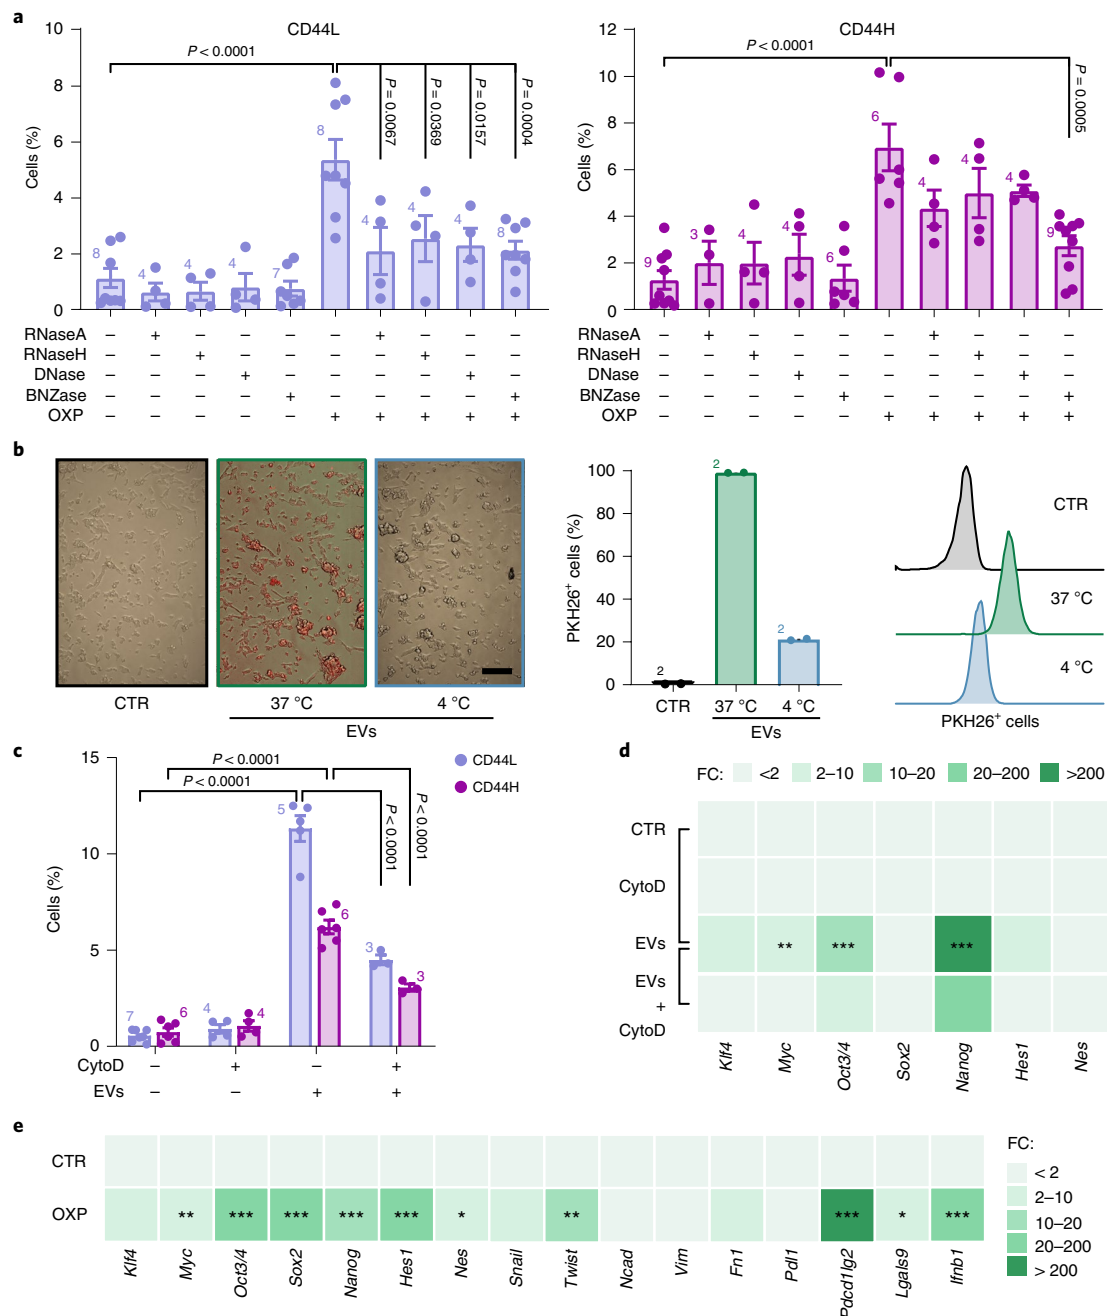 a
CD44L
CD44H
Cells (%)
10
8
6
4
2
0
P < 0.0001
P = 0.0067
P = 0.0369
P = 0.0157
P = 0.0004
8
4
4
4
7
8
4
4
4
8
RNaseA – + – – – – + – – –
RNaseH – – + – – – – + – –
DNase – – – + – – – – + –
BNZase – – – – + – – – – +
OXP – – – – – + + + + +
Cells (%)
12
10
8
6
4
2
0
P < 0.0001
P = 0.0005
9
3
4
4
6
6
4
4
4
9
RNaseA – + – – – – + – – –
RNaseH – – + – – – – + – –
DNase – – – + – – – – + –
BNZase – – – – + – – – – +
OXP – – – – – + + + + +
b
CTR
37 °C
4 °C
EVs
PKH26+ cells (%)
100
80
60
40
20
0
2
2
2
CTR
37 °C
4 °C
EVs
CTR
37 °C
4 °C
PKH26+ cells
c
Cells (%)
15
10
5
0
P < 0.0001
P < 0.0001
P < 0.0001
P < 0.0001
CD44L
CD44H
7
6
4
4
5
6
3
3
CytoD – + – +
EVs – – + +
d
FC: <2 2–10 10–20 20–200 >200
CTR
CytoD
EVs ** *** ***
EVs
+
CytoD
Klf4 Myc Oct3/4 Sox2 Nanog Hes1 Nes
e
CTR
OXP ** *** *** *** *** * ** *** * ***
Klf4 Myc Oct3/4 Sox2 Nanog Hes1 Nes Snail Twist Ncad Vim Fn1 Pdl1 Pdcd1lg2 Lgals9 Ifnb1
FC:
< 2
2–10
10–20
20–200
> 200